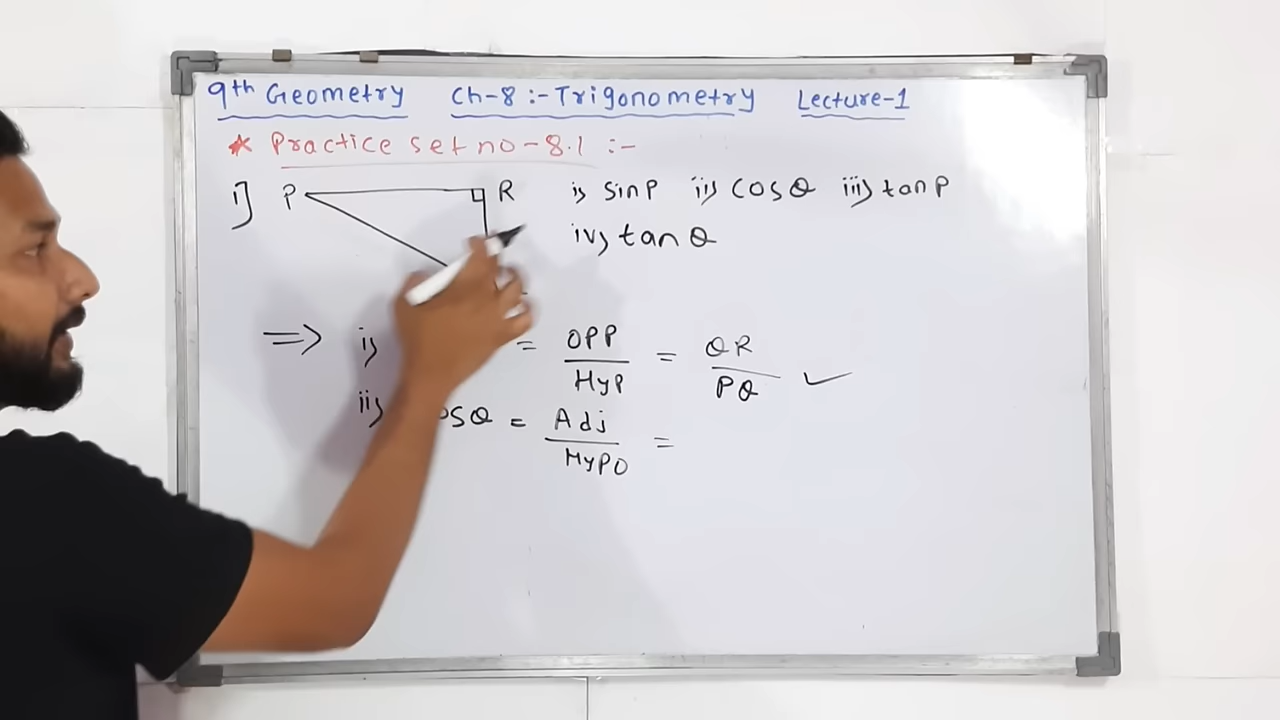 9th Geometry Ch-8 :- Trigonometry Lecture-1
* Practice set no - 8.1 :-
1] P R i) sin P ii) cos Q iii) tan P
iv) tan Q
=> i) = opp/Hyp = QR/PQ ✓
ii) osQ = Adj/Hypo =